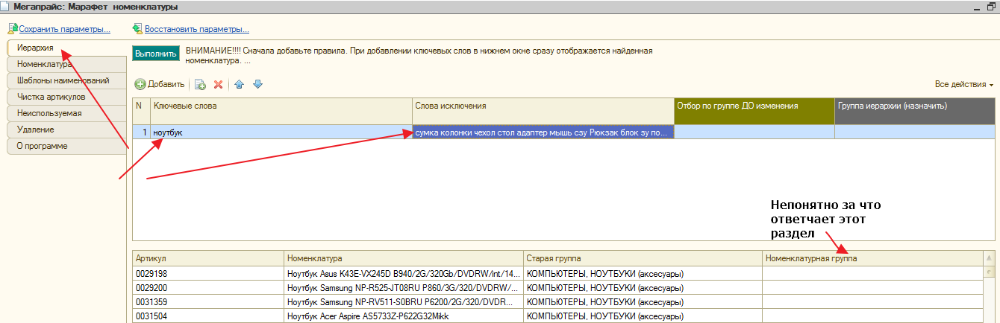 Мегапрайс: Марафет номенклатуры
Сохранить параметры... Восстановить параметры...
Иерархия
Номенклатура
Шаблоны наименований
Чистка артикулов
Неиспользуемая
Удаление
О программе
Выполнить
ВНИМАНИЕ!!!! Сначала добавьте правила. При добавлении ключевых слов в нижнем окне сразу отображается найденная
номенклатура. ...
Добавить Все действия
N Ключевые слова Слова исключения Отбор по группе ДО изменения Группа иерархии (назначить)
1 ноутбук сумка колонки чехол стол адаптер мышь сзу Рюкзак блок зу по...
Непонятно за что
ответчает этот
раздел
Артикул Номенклатура Старая группа Номенклатурная группа
0029198 Ноутбук Asus K43E-VX245D B940/2G/320Gb/DVDRW/int/14... КОМПЬЮТЕРЫ, НОУТБУКИ (аксесуары)
0029200 Ноутбук Samsung NP-R525-JT08RU P860/3G/320/DVDRW/... КОМПЬЮТЕРЫ, НОУТБУКИ (аксесуары)
0031359 Ноутбук Samsung NP-RV511-S0BRU P6200/2G/320/DVDR... КОМПЬЮТЕРЫ, НОУТБУКИ (аксесуары)
0031504 Ноутбук Acer Aspire AS5733Z-P622G32Mikk КОМПЬЮТЕРЫ, НОУТБУКИ (аксесуары)